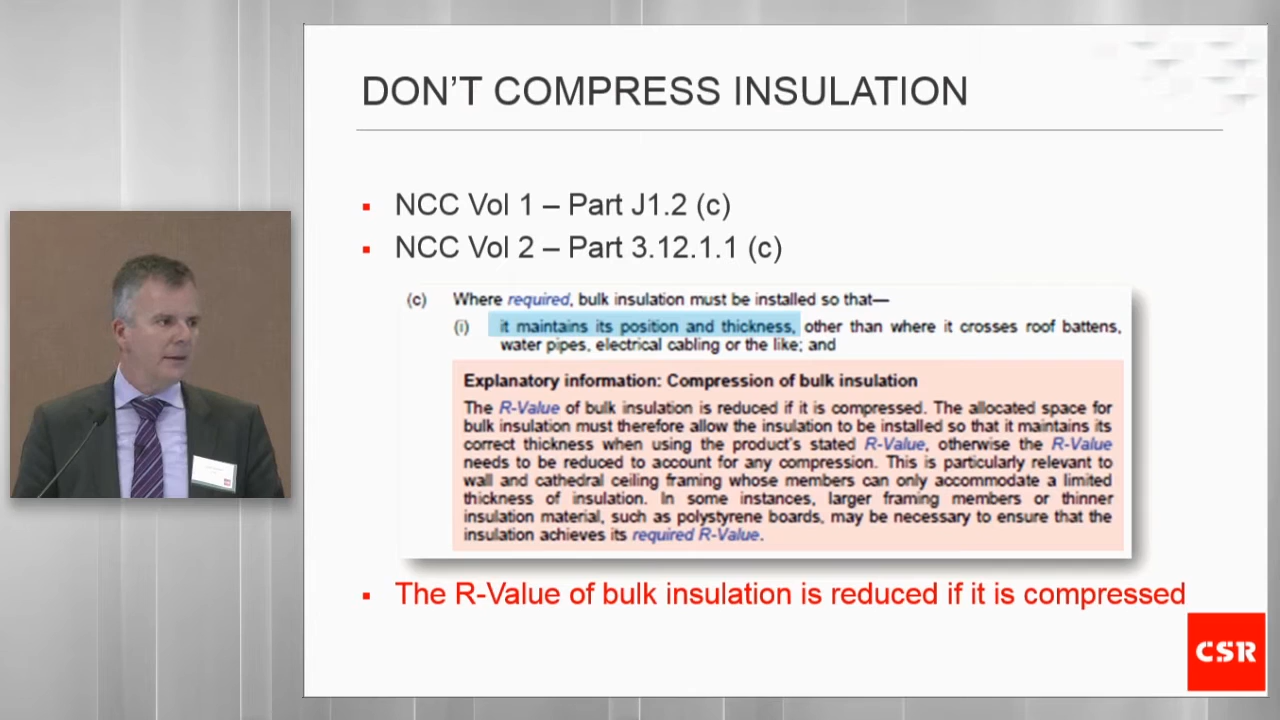 DON'T COMPRESS INSULATION
▪ NCC Vol 1 – Part J1.2 (c)
▪ NCC Vol 2 – Part 3.12.1.1 (c)
(c) Where required, bulk insulation must be installed so that—
(i) it maintains its position and thickness, other than where it crosses roof battens,
water pipes, electrical cabling or the like; and
Explanatory information: Compression of bulk insulation
The R-Value of bulk insulation is reduced if it is compressed. The allocated space for
bulk insulation must therefore allow the insulation to be installed so that it maintains its
correct thickness when using the product's stated R-Value, otherwise the R-Value
needs to be reduced to account for any compression. This is particularly relevant to
wall and cathedral ceiling framing whose members can only accommodate a limited
thickness of insulation. In some instances, larger framing members or thinner
insulation material, such as polystyrene boards, may be necessary to ensure that the
insulation achieves its required R-Value.
▪ The R-Value of bulk insulation is reduced if it is compressed
CSR